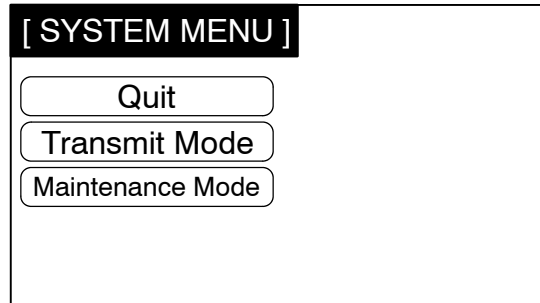 [ SYSTEM MENU ]
Quit
Transmit Mode
Maintenance Mode